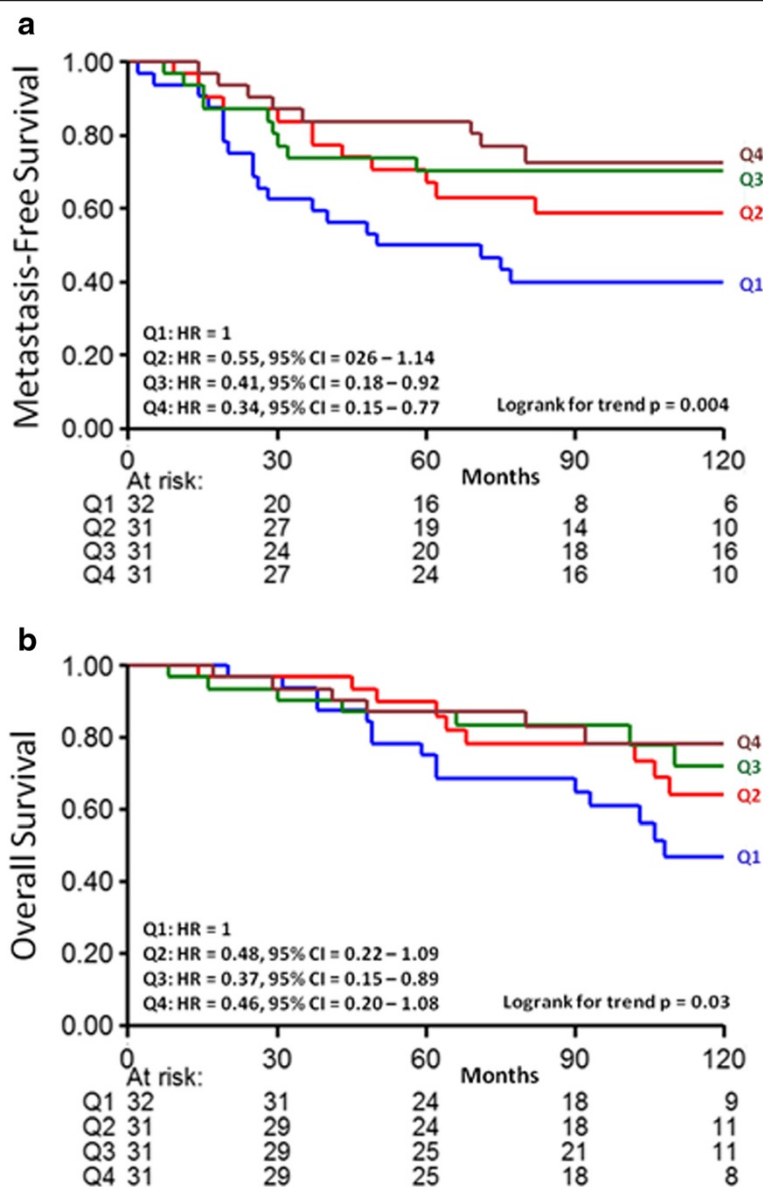 a
Metastasis-Free Survival
1.00
0.80
0.60
0.40
0.20
0.00
Q4
Q3
Q2
Q1
Q1: HR = 1
Q2: HR = 0.55, 95% CI = 026 – 1.14
Q3: HR = 0.41, 95% CI = 0.18 – 0.92
Q4: HR = 0.34, 95% CI = 0.15 – 0.77
Logrank for trend p = 0.004
0 30 60 90 120
At risk: Months
Q1 32 20 16 8 6
Q2 31 27 19 14 10
Q3 31 24 20 18 16
Q4 31 27 24 16 10
b
Overall Survival
1.00
0.80
0.60
0.40
0.20
0.00
Q4
Q3
Q2
Q1
Q1: HR = 1
Q2: HR = 0.48, 95% CI = 0.22 – 1.09
Q3: HR = 0.37, 95% CI = 0.15 – 0.89
Q4: HR = 0.46, 95% CI = 0.20 – 1.08
Logrank for trend p = 0.03
0 30 60 90 120
At risk: Months
Q1 32 31 24 18 9
Q2 31 29 24 18 11
Q3 31 29 25 21 11
Q4 31 29 25 18 8